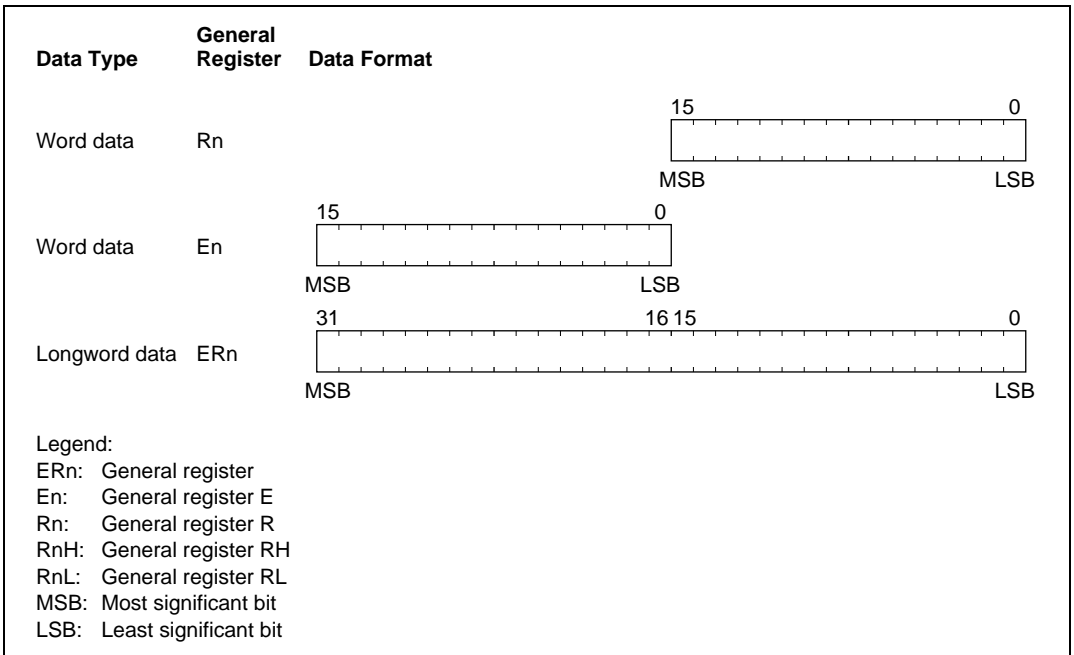 Data Type General Register Data Format
15 0
Word data Rn
MSB LSB
15 0
Word data En
MSB LSB
31 16 15 0
Longword data ERn
MSB LSB
Legend:
ERn: General register
En: General register E
Rn: General register R
RnH: General register RH
RnL: General register RL
MSB: Most significant bit
LSB: Least significant bit